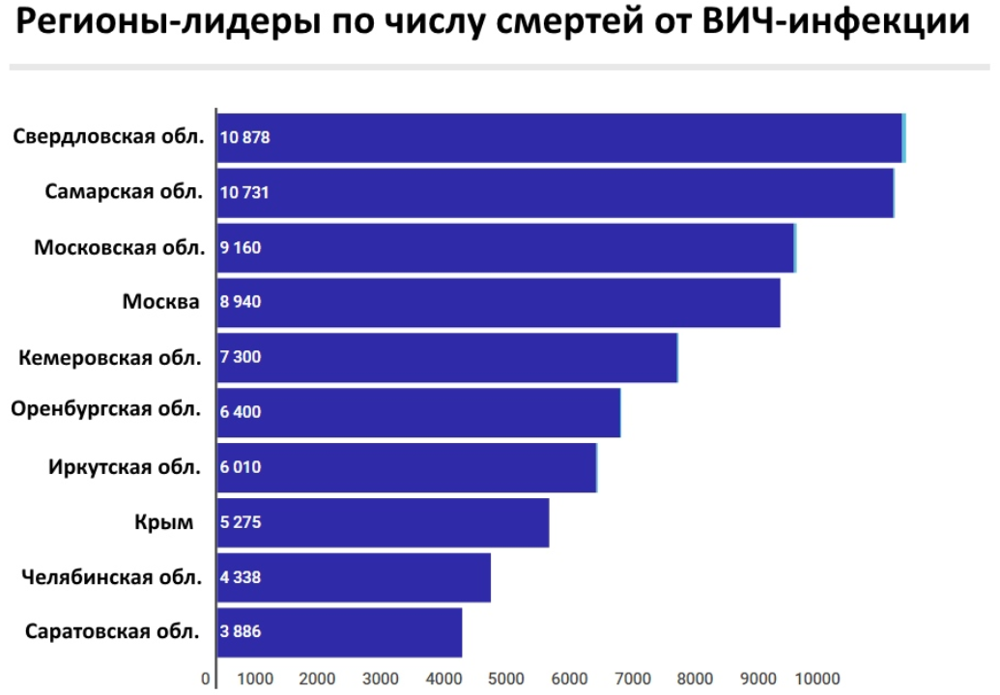 Регионы-лидеры по числу смертей от ВИЧ-инфекции
Свердловская обл. 10 878
Самарская обл. 10 731
Московская обл. 9 160
Москва 8 940
Кемеровская обл. 7 300
Оренбургская обл. 6 400
Иркутская обл. 6 010
Крым 5 275
Челябинская обл. 4 338
Саратовская обл. 3 886
0 1000 2000 3000 4000 5000 6000 7000 8000 9000 10000